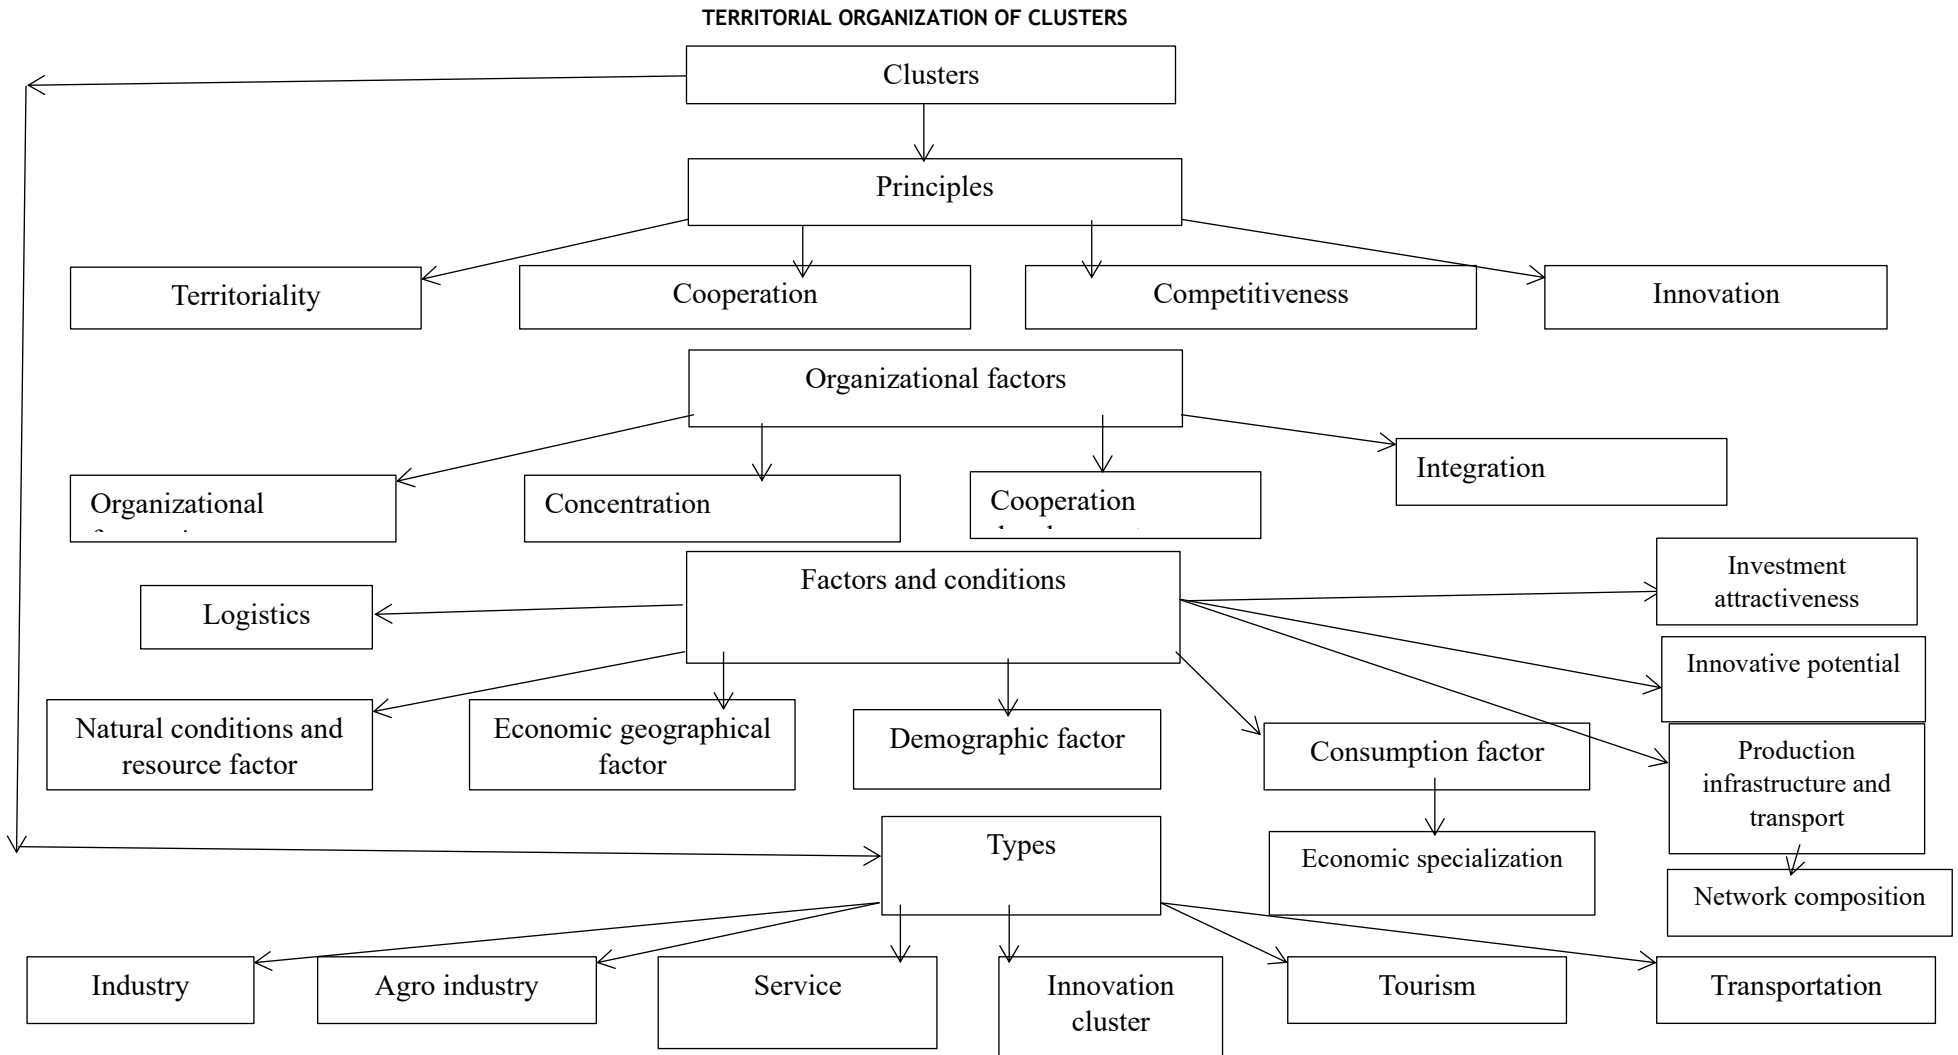 TERRITORIAL ORGANIZATION OF CLUSTERS
Clusters
Principles
Territoriality
Cooperation
Competitiveness
Innovation
Organizational factors
Organizational
Concentration
Cooperation
Integration
Factors and conditions
Logistics
Investment
attractiveness
Innovative potential
Natural conditions and
resource factor
Economic geographical
factor
Demographic factor
Consumption factor
Production
infrastructure and
transport
Types
Economic specialization
Network composition
Industry
Agro industry
Service
Innovation
cluster
Tourism
Transportation